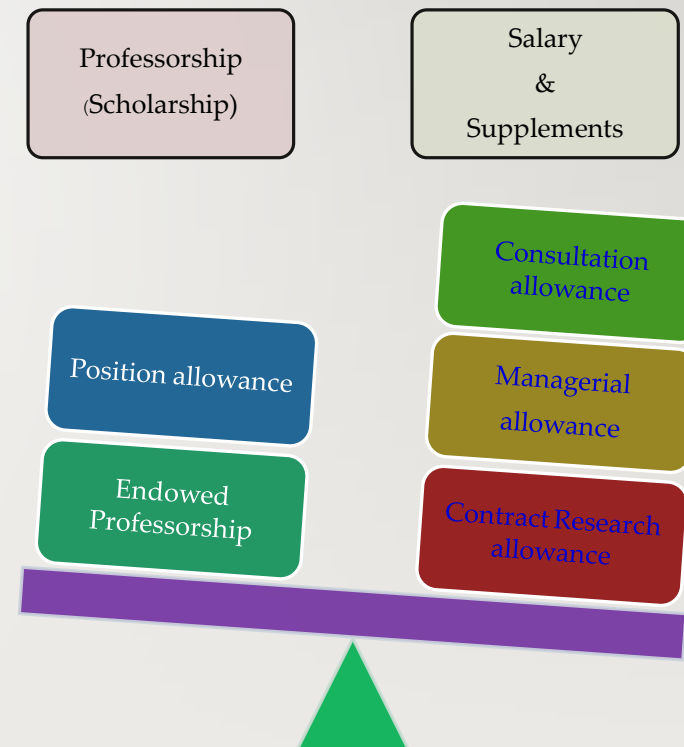 Professorship
(Scholarship)
Salary
&
Supplements
Consultation
allowance
Position allowance
Managerial
allowance
Endowed
Professorship
Contract Research
allowance